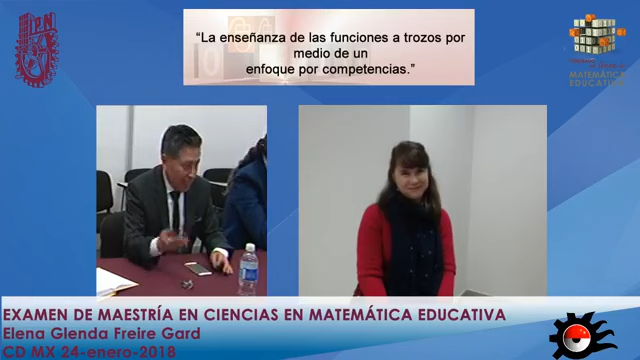 “La enseñanza de las funciones a trozos por
medio de un
enfoque por competencias.”
MATEMÁTICA
EDUCATIVA
EXAMEN DE MAESTRÍA EN CIENCIAS EN MATEMÁTICA EDUCATIVA
Elena Glenda Freire Gard
CD MX 24-enero-2018